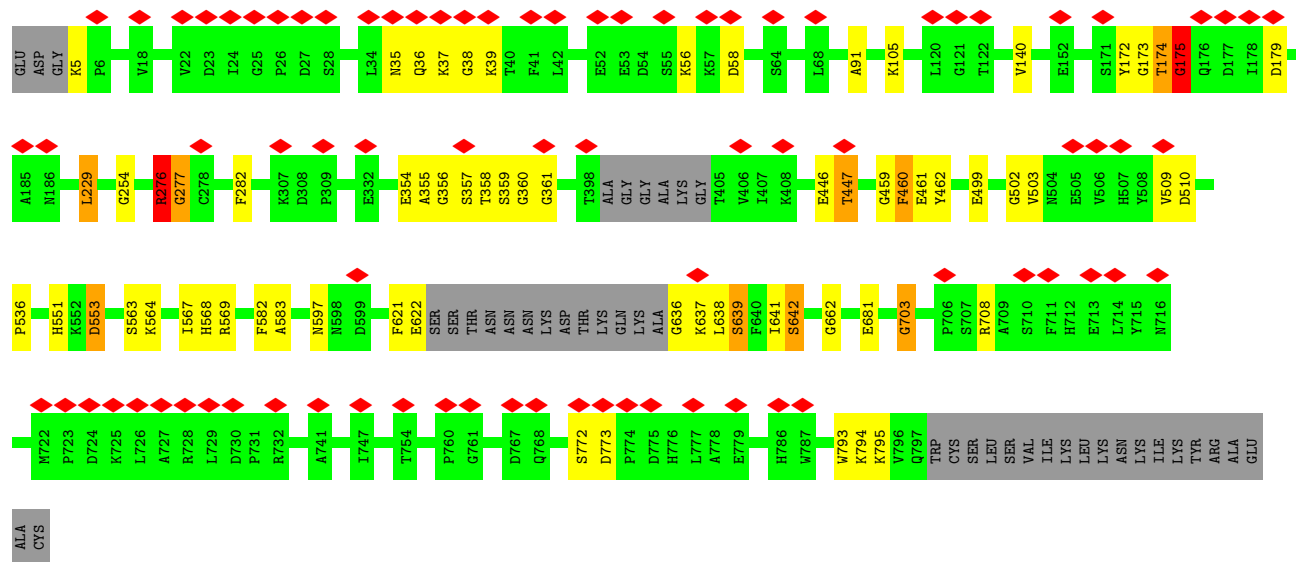 GLU ASP GLY K5 P6 V18 V22 D23 I24 G25 P26 D27 S28 L34 N35 Q36 K37 G38 K39 T40 F41 L42 E52 E53 D54 S55 K56 K57 D58 S64 L68 A91 K105 L120 G121 T122 V140 E152 S171 Y172 G173 T174 G175 Q176 D177 I178 D179
A185 N186 L229 G254 R276 G277 C278 F282 K307 D308 P309 E332 E354 A355 G356 S357 T358 S359 G360 G361 T398 ALA GLY GLY ALA LYS GLY T405 V406 I407 K408 E446 T447 G459 F460 E461 Y462 E499 G502 V503 N504 E505 V506 H507 Y508 V509 D510
P536 H551 K552 D553 S563 K564 I567 H568 R569 F582 A583 N597 N598 D599 F621 E622 SER SER THR ASN ASN ASN LYS ASP THR LYS GLN LYS ALA G636 K637 L638 S639 F640 I641 S642 G662 E681 G703 P706 S707 R708 A709 S710 F711 H712 E713 L714 Y715 N716
M722 P723 D724 K725 L726 A727 R728 L729 D730 P731 R732 A741 I747 T754 P760 G761 D767 Q768 S772 D773 P774 D775 H776 L777 A778 E779 H786 W787 W793 K794 K795 V796 Q797 TRP CYS SER LEU SER VAL ILE LYS LEU LYS ASN LYS ILE LYS TYR ARG ALA GLU
ALA CYS